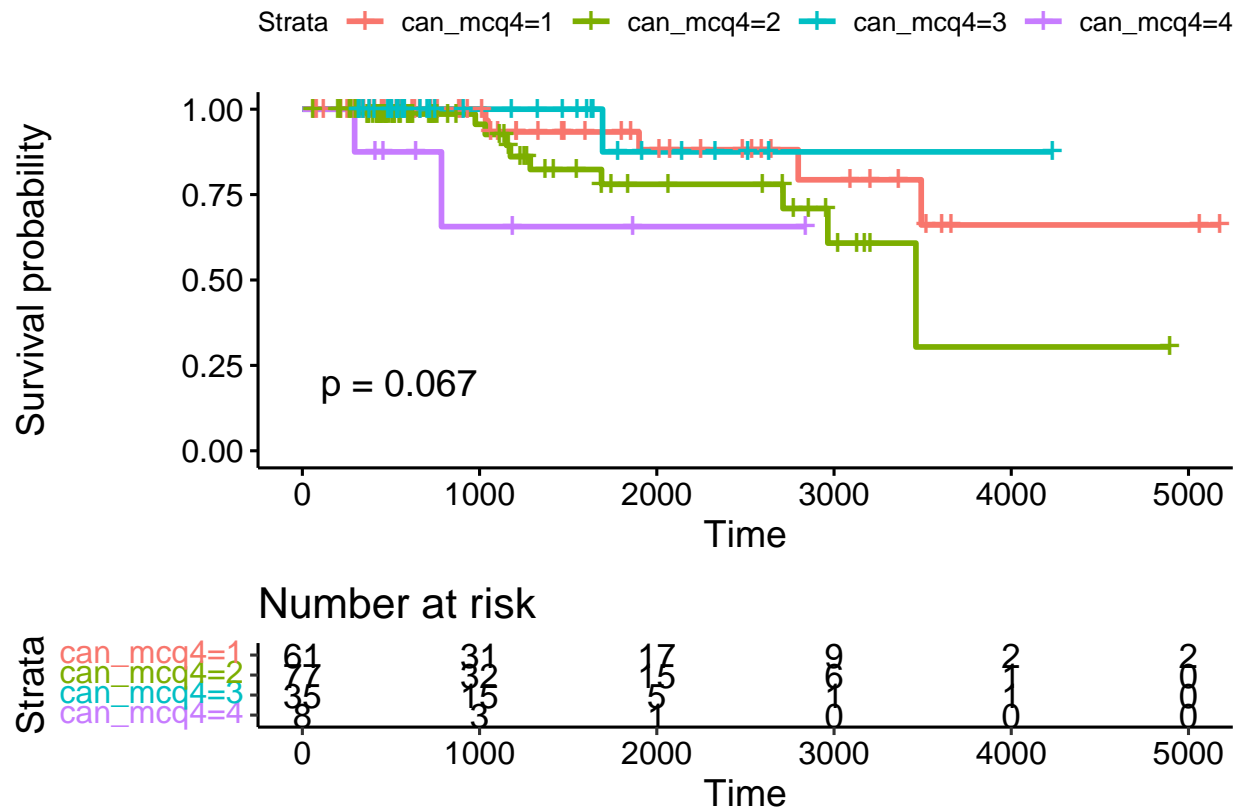 Strata can_mcq4=1 can_mcq4=2 can_mcq4=3 can_mcq4=4
Survival probability
1.00
0.75
0.50
0.25
0.00
p = 0.067
0 1000 2000 3000 4000 5000
Time
Number at risk
Strata
can_mcq4=1 61 31 17 9 2 2
can_mcq4=2 77 32 15 6 1 0
can_mcq4=3 35 15 5 1 1 0
can_mcq4=4 8 3 1 0 0 0
0 1000 2000 3000 4000 5000
Time